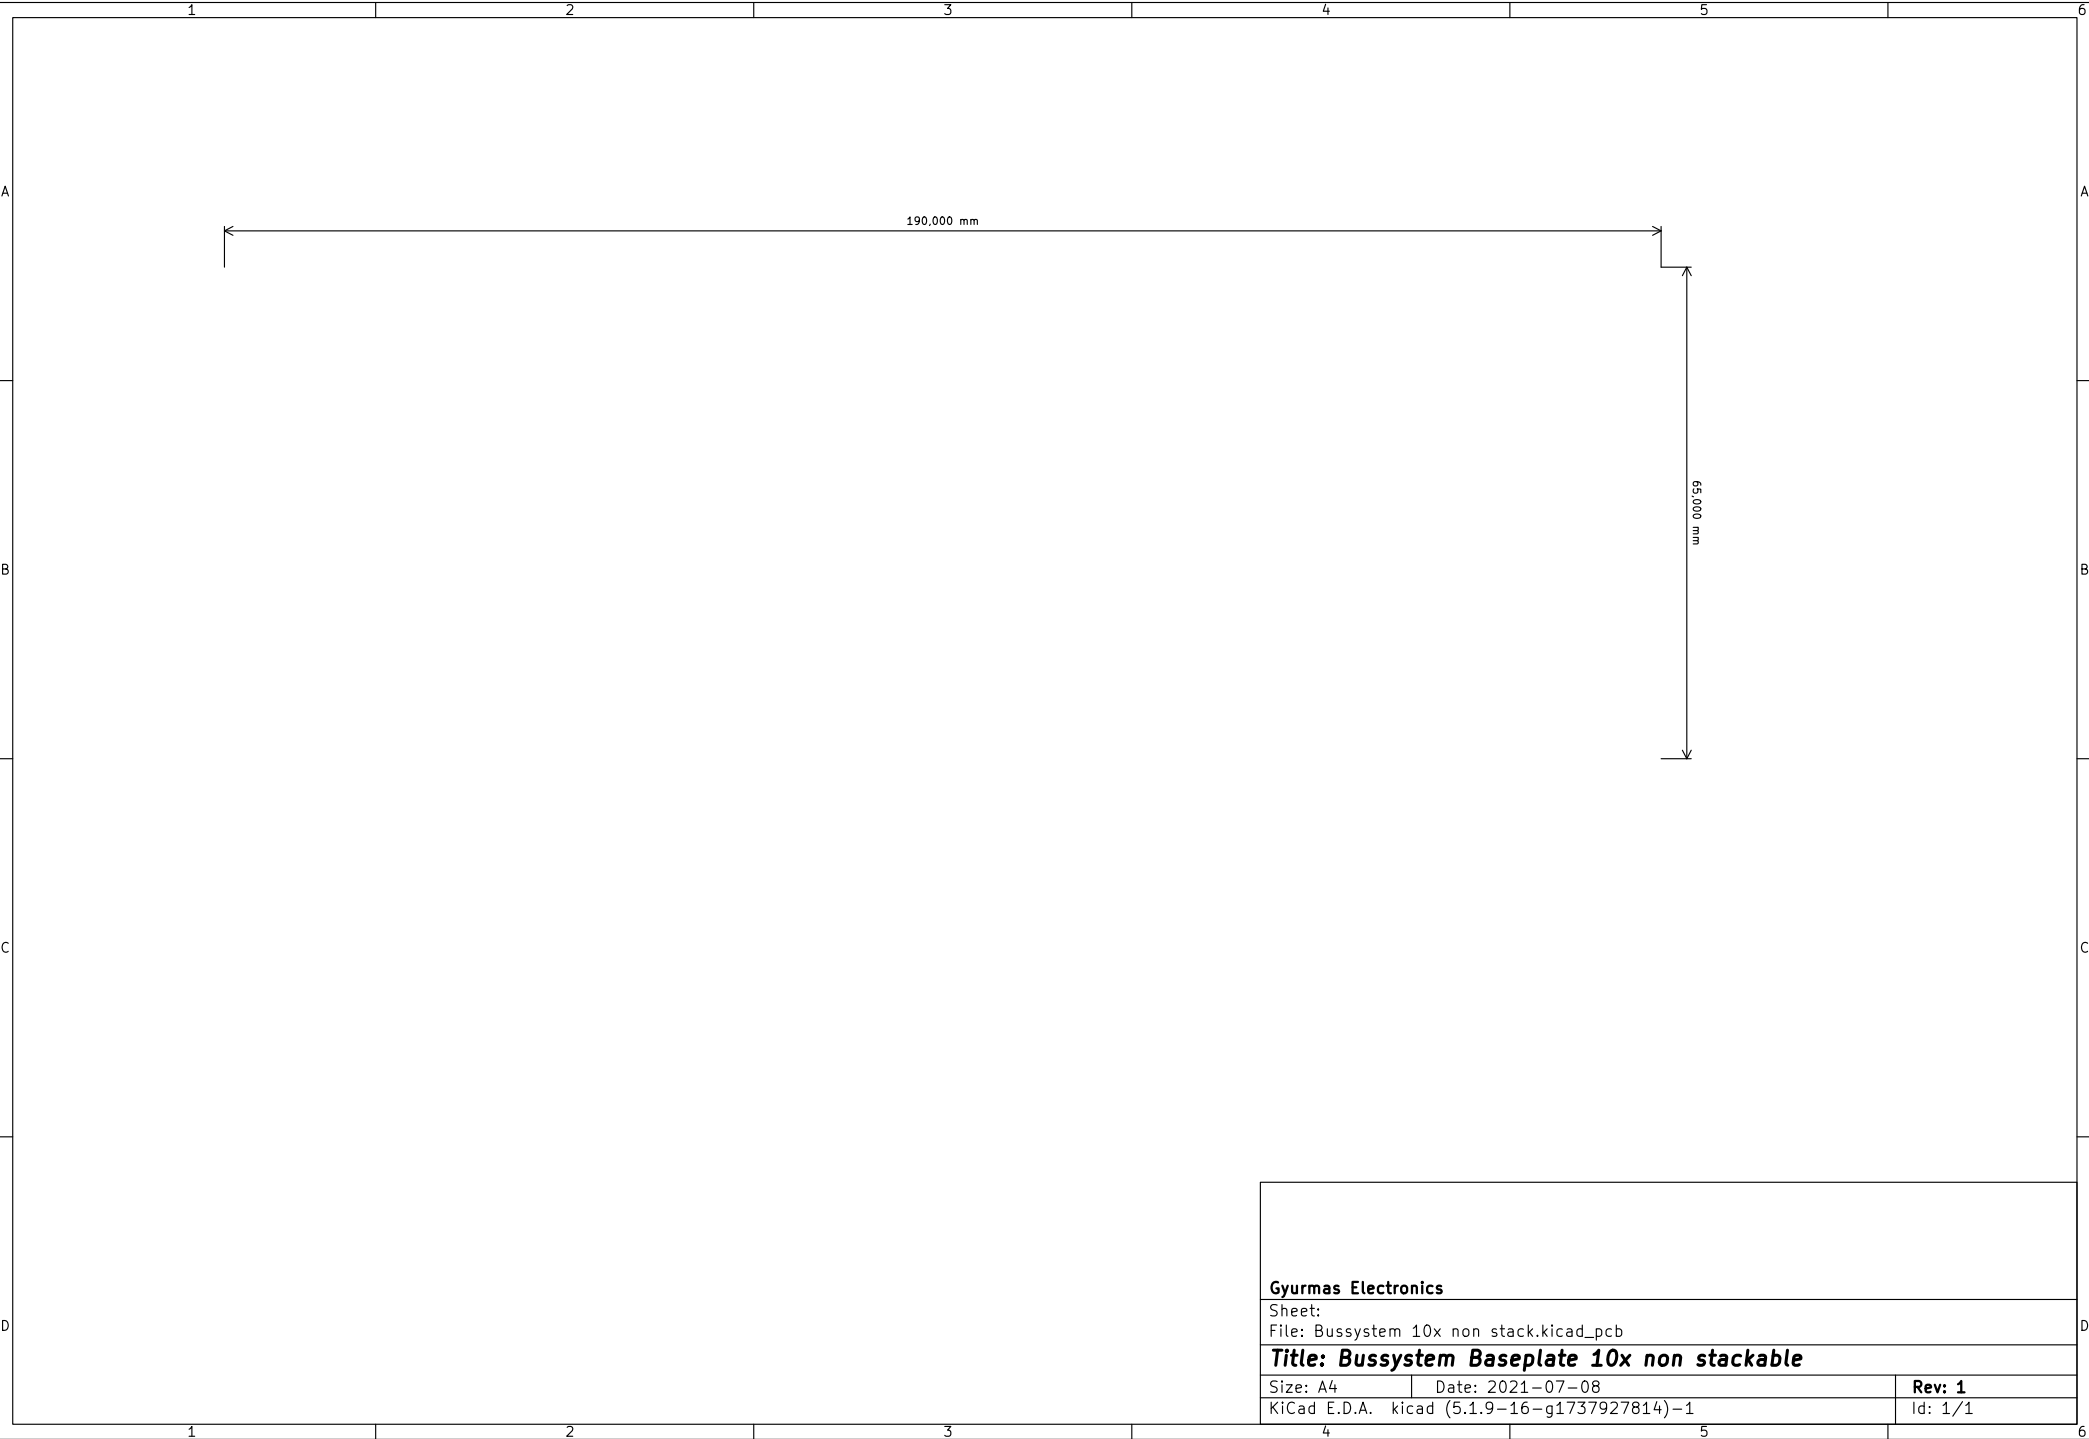 1 2 3 4 5 6
A A
190,000 mm
65,000 mm
B B
C C
Gyurmas Electronics
Sheet:
File: Bussystem 10x non stack.kicad_pcb
D D
Title: Bussystem Baseplate 10x non stackable
Size: A4 Date: 2021-07-08 Rev: 1
KiCad E.D.A. kicad (5.1.9-16-g1737927814)-1 Id: 1/1
1 2 3 4 5 6